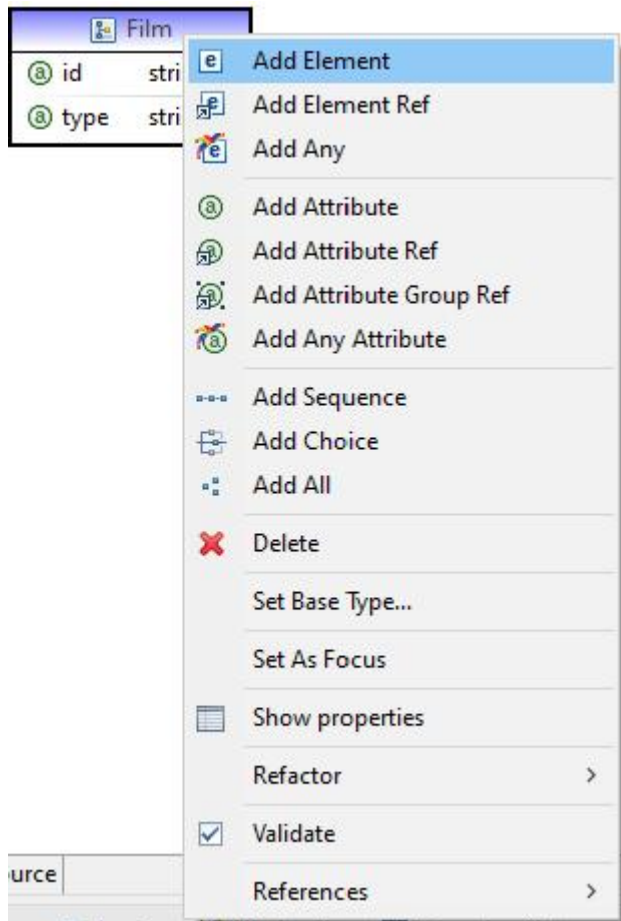 Film
id stri
type stri
Add Element
Add Element Ref
Add Any
Add Attribute
Add Attribute Ref
Add Attribute Group Ref
Add Any Attribute
Add Sequence
Add Choice
Add All
Delete
Set Base Type...
Set As Focus
Show properties
Refactor
Validate
References
urce